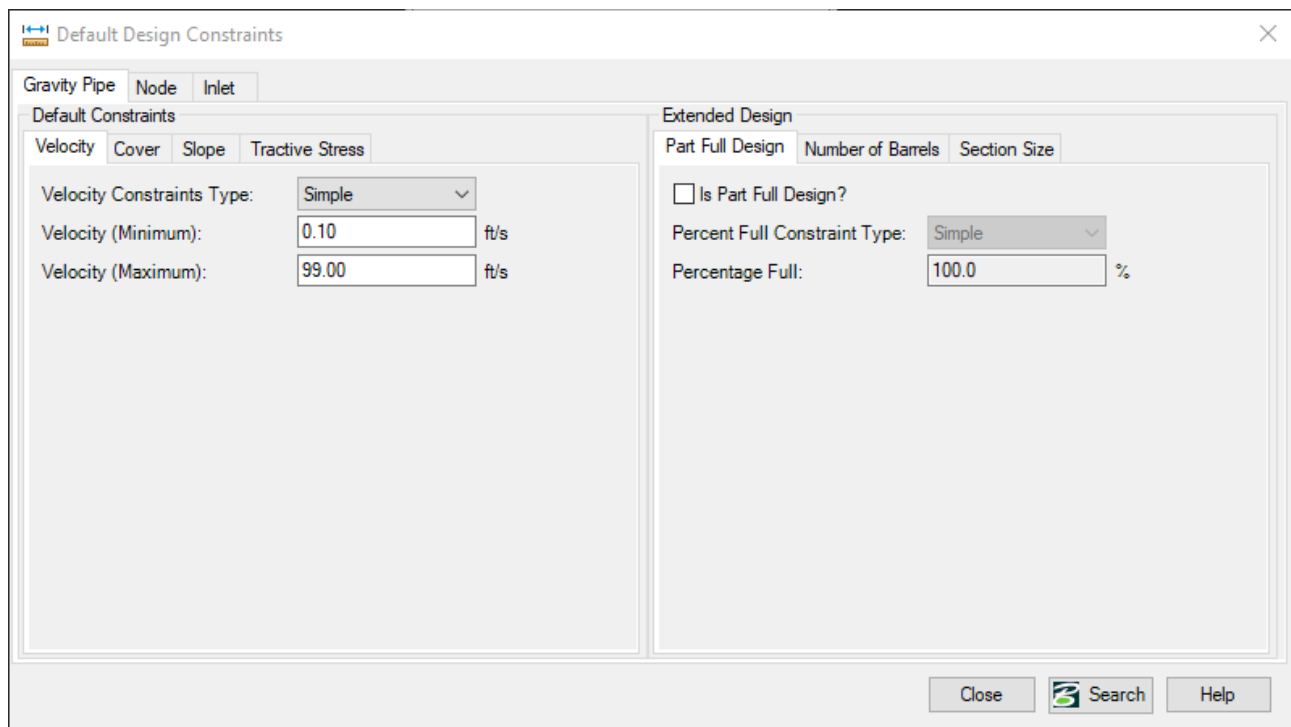 Default Design Constraints
Gravity Pipe Node Inlet
Default Constraints
Velocity Cover Slope Tractive Stress
Velocity Constraints Type: Simple
Velocity (Minimum): 0.10 ft/s
Velocity (Maximum): 99.00 ft/s
Extended Design
Part Full Design Number of Barrels Section Size
Is Part Full Design?
Percent Full Constraint Type: Simple
Percentage Full: 100.0 %
Close Search Help